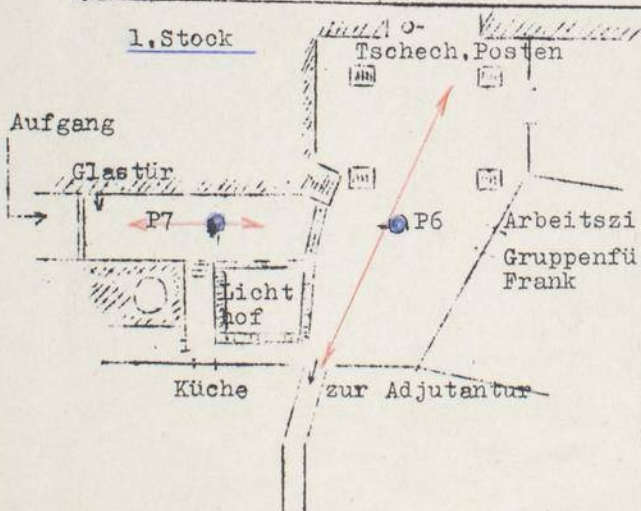 1.Stock
Tschech.Posten
Aufgang
Glastür
P7
P6
Arbeitszi
Gruppenfü
Frank
Licht
hof
Küche
zur Adjutantur